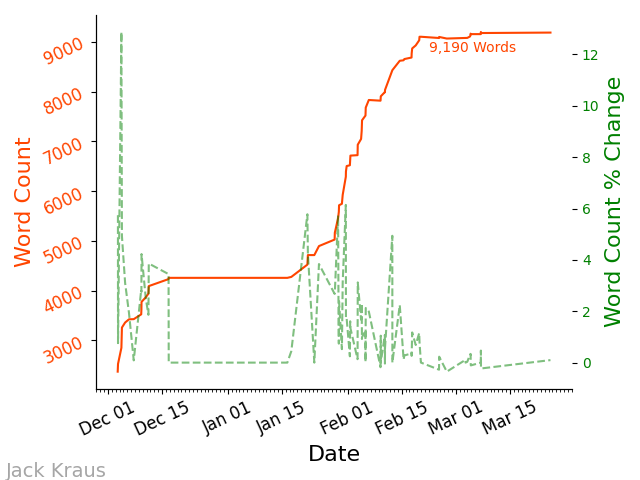 9000
8000
7000
6000
5000
4000
3000
Word Count
9,190 Words
12
10
8
6
4
2
0
Word Count % Change
Dec 01
Dec 15
Jan 01
Jan 15
Feb 01
Feb 15
Mar 01
Mar 15
Date
Jack Kraus